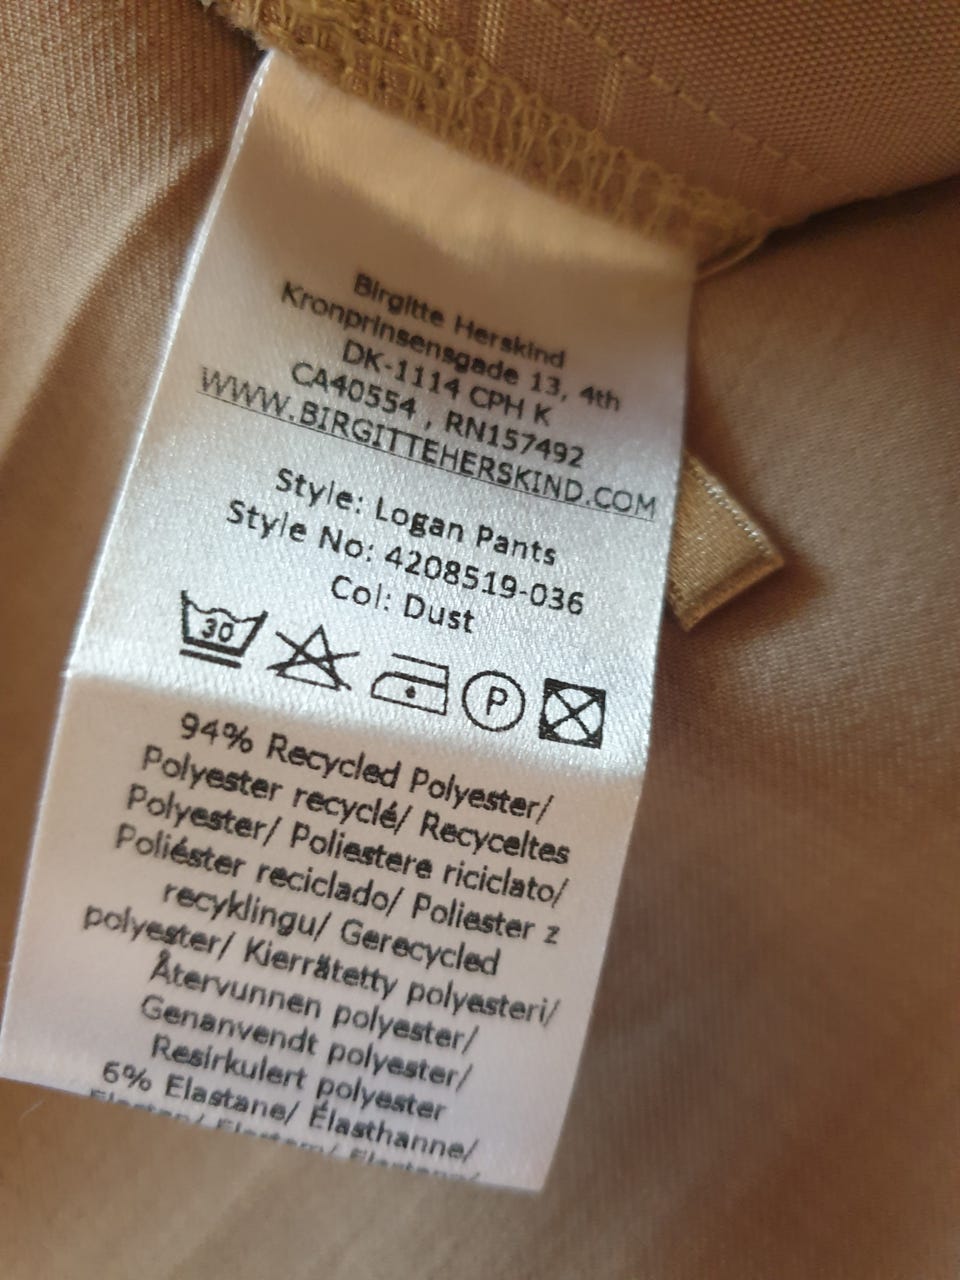 Birgitte Herskind
Kronprinsensgade 13, 4th
DK-1114 CPH K
CA40554 , RN157492
WWW.BIRGITTEHERSKIND.COM
Style: Logan Pants
Style No: 4208519-036
Col: Dust
30 P
94% Recycled Polyester/
Polyester recyclé/ Recyceltes
Polyester/ Poliestere riciclato/
Poliéster reciclado/ Poliester z
recyklingu/ Gerecycled
polyester/ Kierrätetty polyesteri/
Återvunnen polyester/
Genanvendt polyester/
Resirkulert polyester
6% Elastane/ Élasthanne/